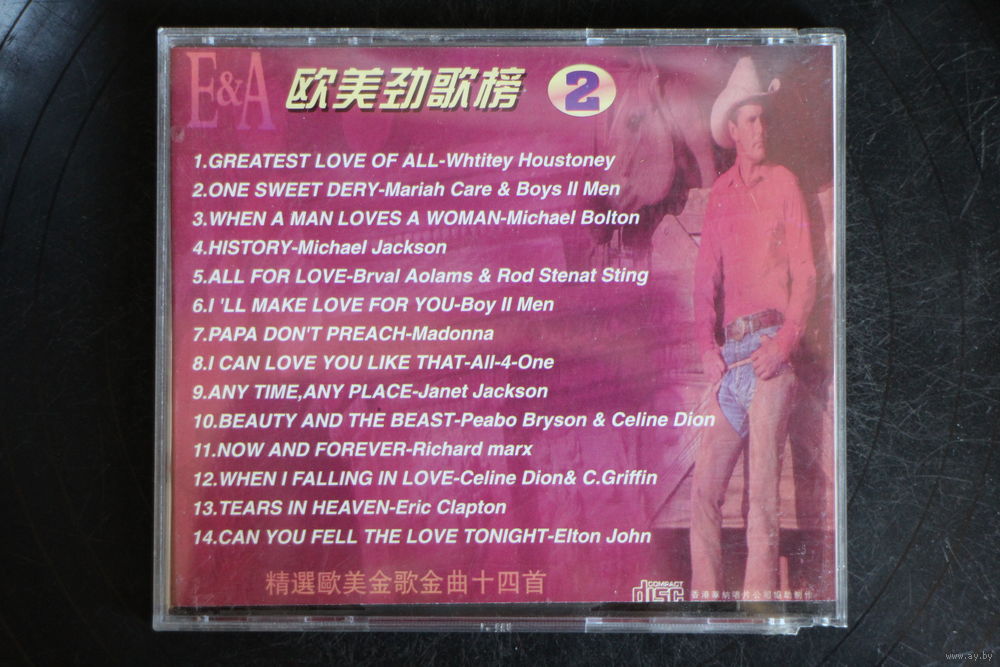 E&A 欧美劲歌榜 2
1.GREATEST LOVE OF ALL-Whtitey Houstoney
2.ONE SWEET DERY-Mariah Care & Boys II Men
3.WHEN A MAN LOVES A WOMAN-Michael Bolton
4.HISTORY-Michael Jackson
5.ALL FOR LOVE-Brval Aolams & Rod Stenat Sting
6.I 'LL MAKE LOVE FOR YOU-Boy II Men
7.PAPA DON'T PREACH-Madonna
8.I CAN LOVE YOU LIKE THAT-All-4-One
9.ANY TIME,ANY PLACE-Janet Jackson
10.BEAUTY AND THE BEAST-Peabo Bryson & Celine Dion
11.NOW AND FOREVER-Richard marx
12.WHEN I FALLING IN LOVE-Celine Dion& C.Griffin
13.TEARS IN HEAVEN-Eric Clapton
14.CAN YOU FELL THE LOVE TONIGHT-Elton John
精選歐美金歌金曲十四首
COMPACT
disc
www.ay.by